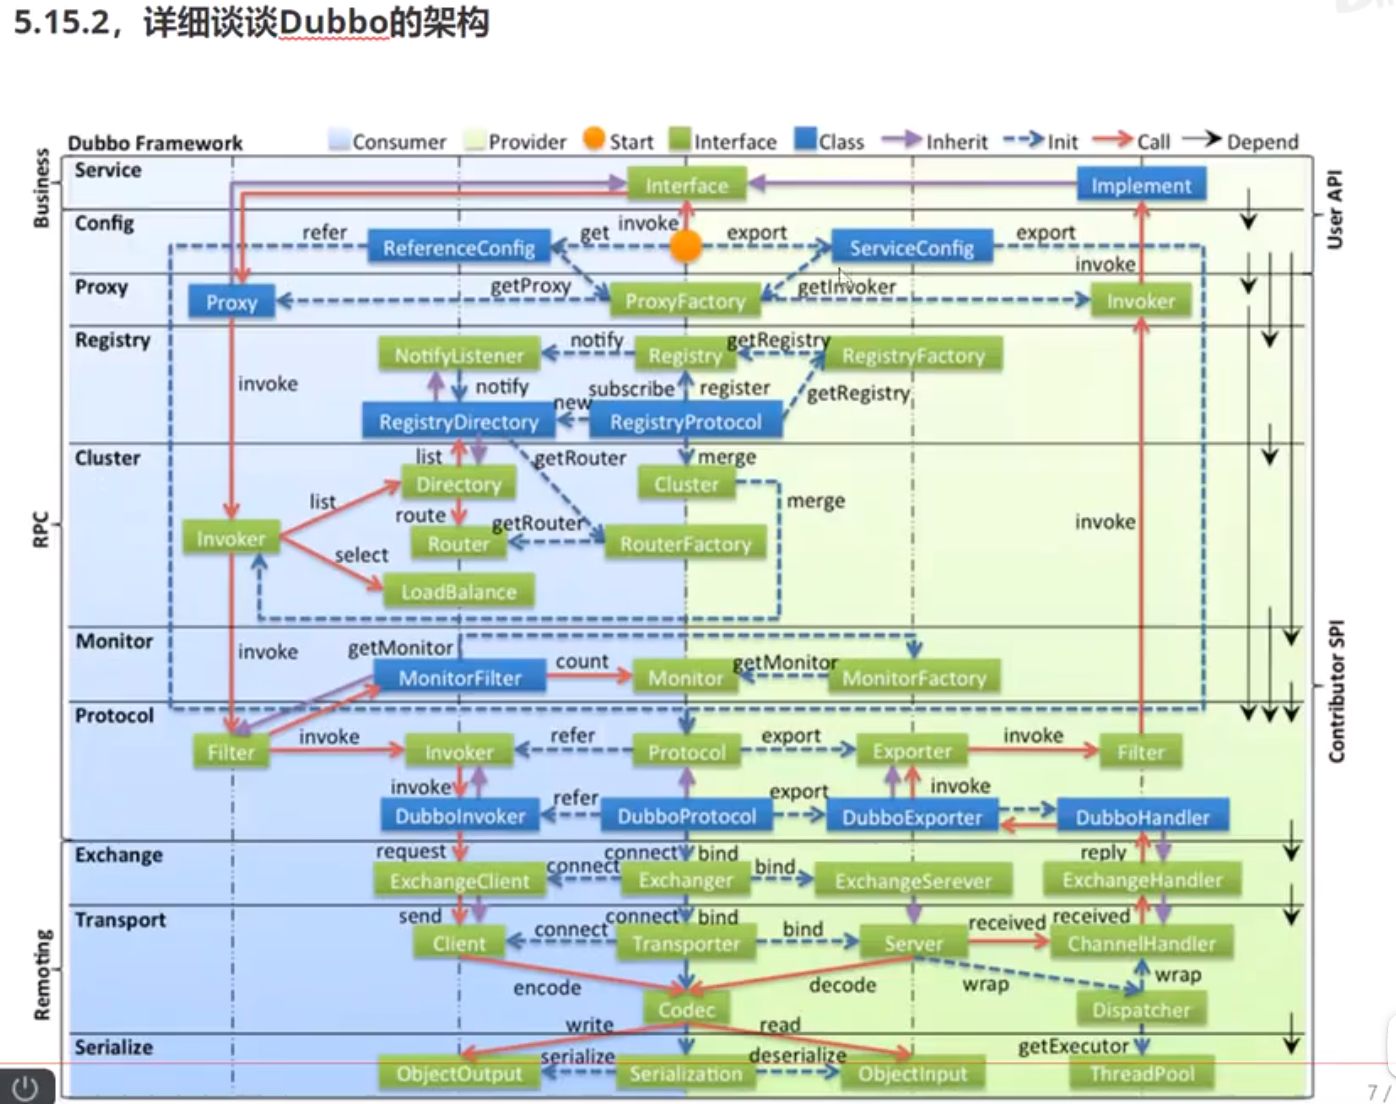 5.15.2，详细谈谈Dubbo的架构
Dubbo Framework
Consumer Provider Start Interface Class Inherit Init Call Depend
Business
Service
Interface
Implement
User API
Config
refer
ReferenceConfig
get
invoke
export
ServiceConfig
export
invoke
Proxy
Proxy
getProxy
ProxyFactory
getInvoker
Invoker
RPC
Registry
NotifyListener
notify
Registry
getRegistry
RegistryFactory
invoke
notify
subscribe
register
getRegistry
RegistryDirectory
new
RegistryProtocol
Cluster
list
getRouter
merge
Directory
Cluster
list
merge
route
getRouter
invoke
Invoker
Router
RouterFactory
select
LoadBalance
Contributor SPI
Monitor
invoke
getMonitor
MonitorFilter
count
Monitor
getMonitor
MonitorFactory
Protocol
Filter
invoke
Invoker
refer
Protocol
export
Exporter
invoke
Filter
invoke
refer
export
invoke
DubboInvoker
DubboProtocol
DubboExporter
DubboHandler
Remoting
Exchange
request
connect
bind
reply
ExchangeClient
connect
Exchanger
bind
ExchangeSerever
ExchangeHandler
Transport
send
connect
bind
received
received
Client
connect
Transporter
bind
Server
ChannelHandler
encode
decode
wrap
wrap
Codec
Dispatcher
write
read
Serialize
serialize
deserialize
getExecutor
ObjectOutput
Serialization
ObjectInput
ThreadPool
7 /